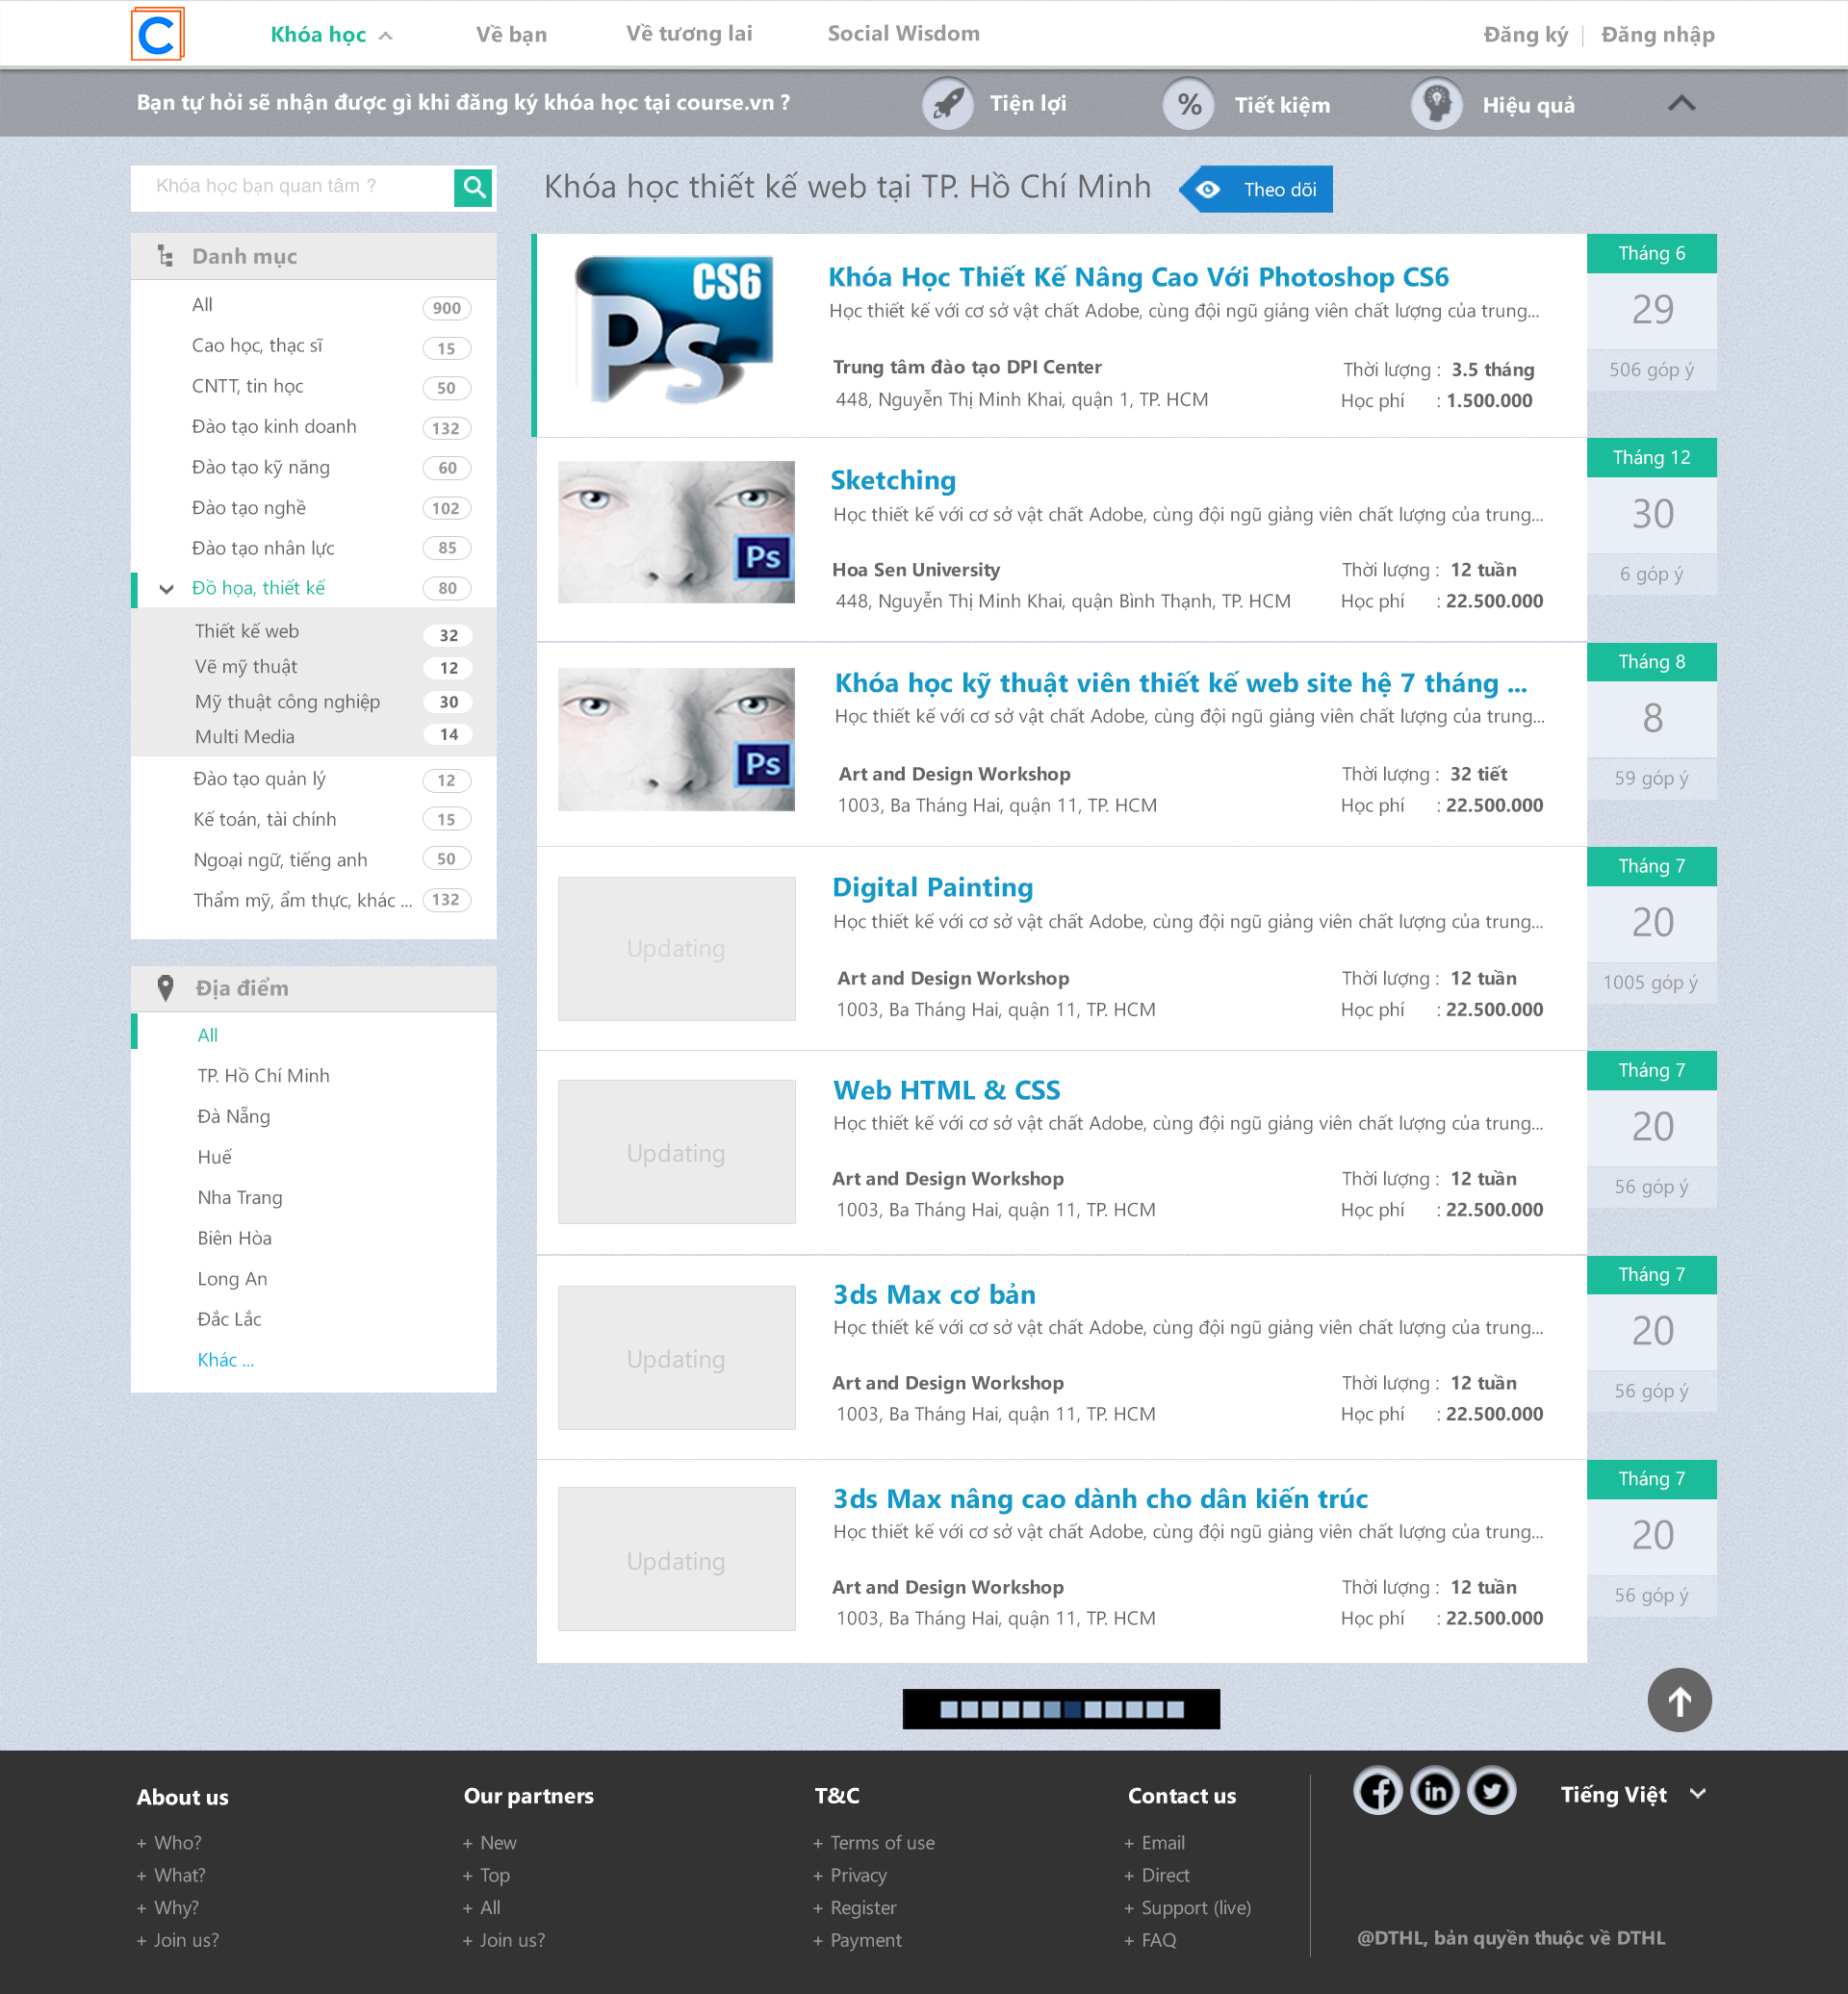 C
Khóa học
Về bạn
Về tương lai
Social Wisdom
Đăng ký
Đăng nhập
Bạn tự hỏi sẽ nhận được gì khi đăng ký khóa học tại course.vn ?
Tiện lợi
%
Tiết kiệm
Hiệu quả
Khóa học bạn quan tâm ?
Khóa học thiết kế web tại TP. Hồ Chí Minh
Theo dõi
Danh mục
All 900
Cao học, thạc sĩ 15
CNTT, tin học 50
Đào tạo kinh doanh 132
Đào tạo kỹ năng 60
Đào tạo nghề 102
Đào tạo nhân lực 85
Đồ họa, thiết kế 80
Thiết kế web 32
Vẽ mỹ thuật 12
Mỹ thuật công nghiệp 30
Multi Media 14
Đào tạo quản lý 12
Kế toán, tài chính 15
Ngoại ngữ, tiếng anh 50
Thẩm mỹ, ẩm thực, khác ... 132
Địa điểm
All
TP. Hồ Chí Minh
Đà Nẵng
Huế
Nha Trang
Biên Hòa
Long An
Đắc Lắc
Khác ...
CS6
Ps
Khóa Học Thiết Kế Nâng Cao Với Photoshop CS6
Học thiết kế với cơ sở vật chất Adobe, cùng đội ngũ giảng viên chất lượng của trung...
Trung tâm đào tạo DPI Center
Thời lượng : 3.5 tháng
448, Nguyễn Thị Minh Khai, quận 1, TP. HCM
Học phí : 1.500.000
Tháng 6
29
506 góp ý
Ps
Sketching
Học thiết kế với cơ sở vật chất Adobe, cùng đội ngũ giảng viên chất lượng của trung...
Hoa Sen University
Thời lượng : 12 tuần
448, Nguyễn Thị Minh Khai, quận Bình Thạnh, TP. HCM
Học phí : 22.500.000
Tháng 12
30
6 góp ý
Ps
Khóa học kỹ thuật viên thiết kế web site hệ 7 tháng ...
Học thiết kế với cơ sở vật chất Adobe, cùng đội ngũ giảng viên chất lượng của trung...
Art and Design Workshop
Thời lượng : 32 tiết
1003, Ba Tháng Hai, quận 11, TP. HCM
Học phí : 22.500.000
Tháng 8
8
59 góp ý
Updating
Digital Painting
Học thiết kế với cơ sở vật chất Adobe, cùng đội ngũ giảng viên chất lượng của trung...
Art and Design Workshop
Thời lượng : 12 tuần
1003, Ba Tháng Hai, quận 11, TP. HCM
Học phí : 22.500.000
Tháng 7
20
1005 góp ý
Updating
Web HTML & CSS
Học thiết kế với cơ sở vật chất Adobe, cùng đội ngũ giảng viên chất lượng của trung...
Art and Design Workshop
Thời lượng : 12 tuần
1003, Ba Tháng Hai, quận 11, TP. HCM
Học phí : 22.500.000
Tháng 7
20
56 góp ý
Updating
3ds Max cơ bản
Học thiết kế với cơ sở vật chất Adobe, cùng đội ngũ giảng viên chất lượng của trung...
Art and Design Workshop
Thời lượng : 12 tuần
1003, Ba Tháng Hai, quận 11, TP. HCM
Học phí : 22.500.000
Tháng 7
20
56 góp ý
Updating
3ds Max nâng cao dành cho dân kiến trúc
Học thiết kế với cơ sở vật chất Adobe, cùng đội ngũ giảng viên chất lượng của trung...
Art and Design Workshop
Thời lượng : 12 tuần
1003, Ba Tháng Hai, quận 11, TP. HCM
Học phí : 22.500.000
Tháng 7
20
56 góp ý
About us
+ Who?
+ What?
+ Why?
+ Join us?
Our partners
+ New
+ Top
+ All
+ Join us?
T&C
+ Terms of use
+ Privacy
+ Register
+ Payment
Contact us
+ Email
+ Direct
+ Support (live)
+ FAQ
f
in
Tiếng Việt
@DTHL, bản quyền thuộc về DTHL